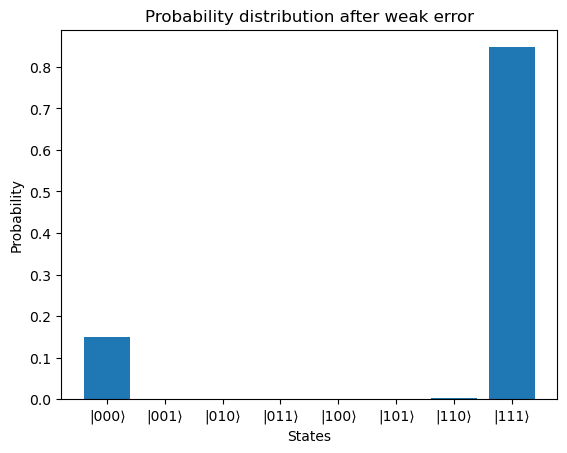 Probability distribution after weak error
Probability
0.8
0.7
0.6
0.5
0.4
0.3
0.2
0.1
0.0
|000⟩ |001⟩ |010⟩ |011⟩ |100⟩ |101⟩ |110⟩ |111⟩
States